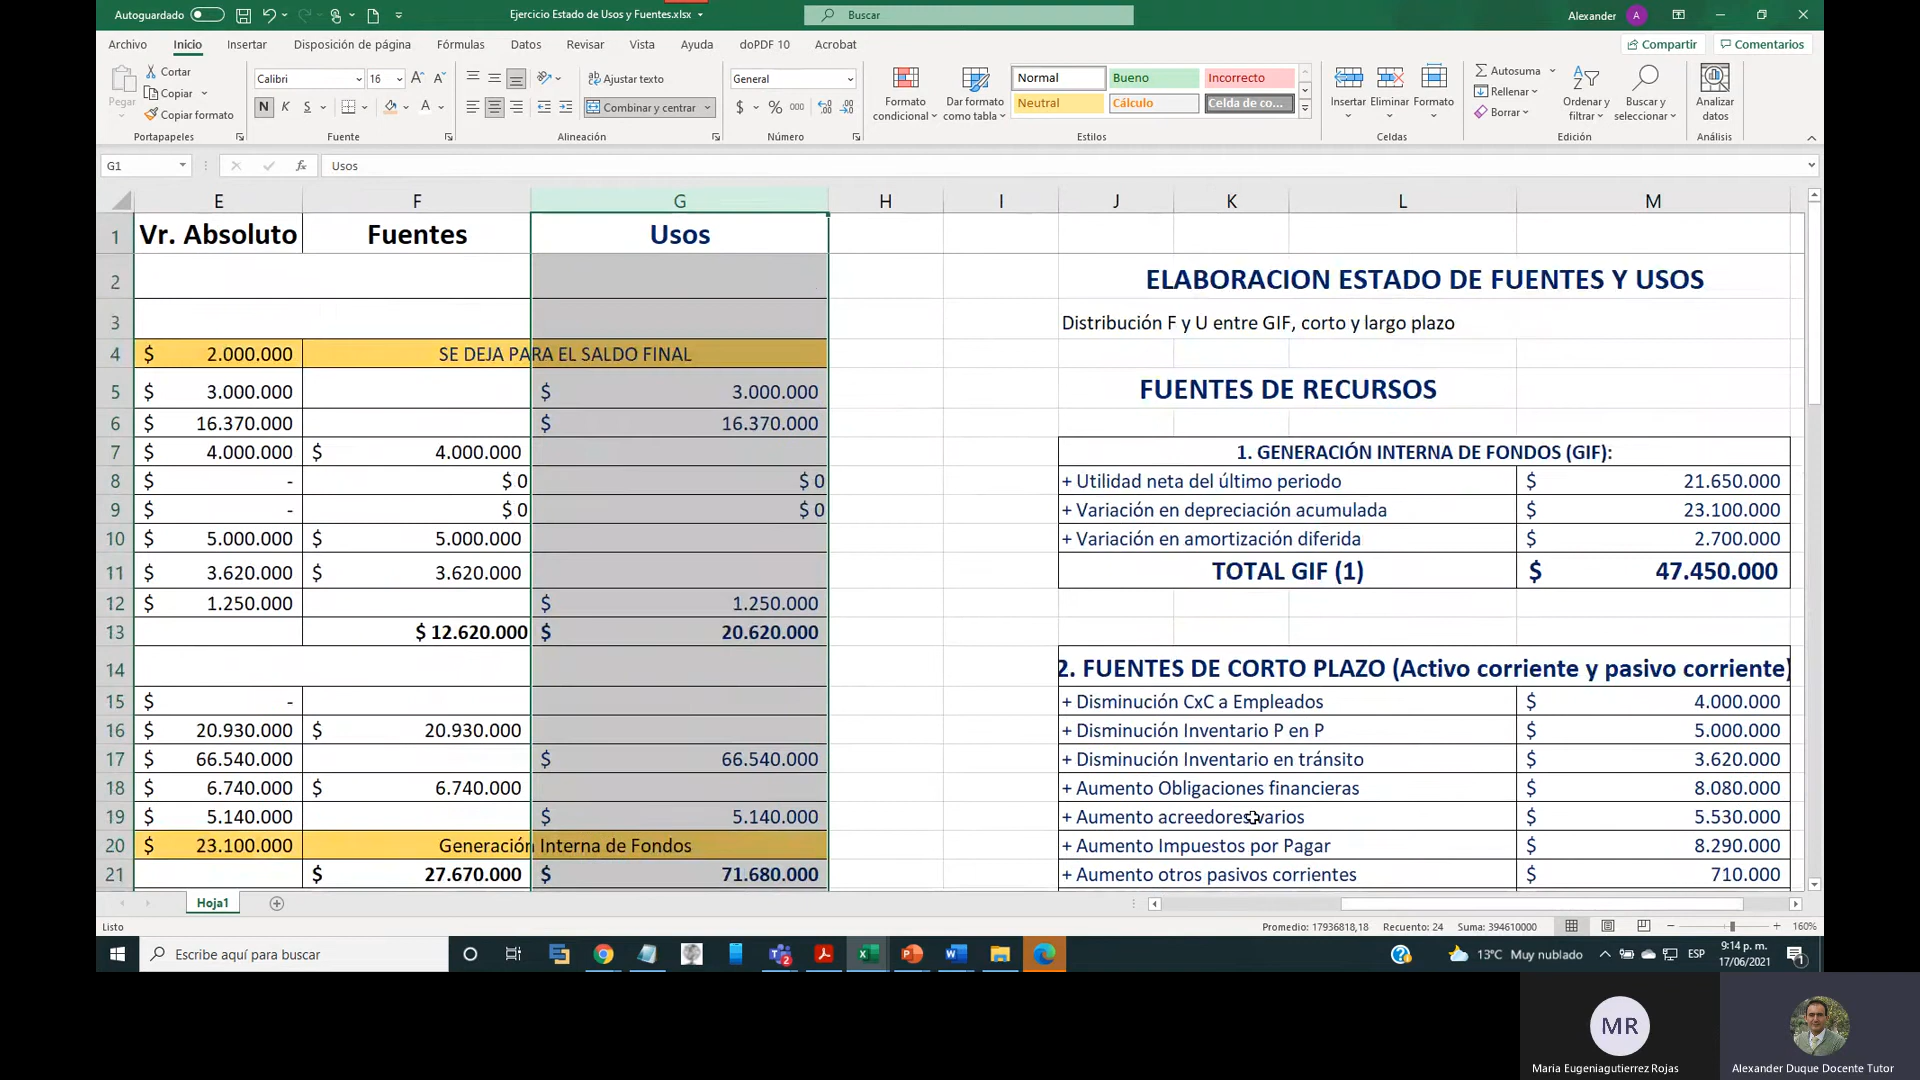 Autoguardado
Ejercicio Estado de Usos y Fuentes.xlsx
Buscar
Alexander A
Archivo Inicio Insertar Disposición de página Fórmulas Datos Revisar Vista Ayuda doPDF 10 Acrobat Compartir Comentarios
Pegar
Cortar
Copiar
Copiar formato
Portapapeles
Calibri 16
N K S
Fuente
Ajustar texto
Combinar y centrar
Alineación
General
$ % 000
Número
Formato condicional
Dar formato como tabla
Normal Bueno Incorrecto
Neutral Cálculo Celda de co...
Estilos
Insertar Eliminar Formato
Celdas
Autosuma
Rellenar
Borrar
Ordenar y filtrar
Buscar y seleccionar
Edición
Analizar datos
Análisis
G1 fx Usos
E F G H I J K L M
1 Vr. Absoluto Fuentes Usos
2 ELABORACION ESTADO DE FUENTES Y USOS
3 Distribución F y U entre GIF, corto y largo plazo
4 $ 2.000.000 SE DEJA PARA EL SALDO FINAL
5 $ 3.000.000 $ 3.000.000 FUENTES DE RECURSOS
6 $ 16.370.000 $ 16.370.000
7 $ 4.000.000 $ 4.000.000 1. GENERACIÓN INTERNA DE FONDOS (GIF):
8 $ - $ 0 $ 0 + Utilidad neta del último periodo $ 21.650.000
9 $ - $ 0 $ 0 + Variación en depreciación acumulada $ 23.100.000
10 $ 5.000.000 $ 5.000.000 + Variación en amortización diferida $ 2.700.000
11 $ 3.620.000 $ 3.620.000 TOTAL GIF (1) $ 47.450.000
12 $ 1.250.000 $ 1.250.000
13 $ 12.620.000 $ 20.620.000
14 2. FUENTES DE CORTO PLAZO (Activo corriente y pasivo corriente)
15 $ - + Disminución CxC a Empleados $ 4.000.000
16 $ 20.930.000 $ 20.930.000 + Disminución Inventario P en P $ 5.000.000
17 $ 66.540.000 $ 66.540.000 + Disminución Inventario en tránsito $ 3.620.000
18 $ 6.740.000 $ 6.740.000 + Aumento Obligaciones financieras $ 8.080.000
19 $ 5.140.000 $ 5.140.000 + Aumento acreedores varios $ 5.530.000
20 $ 23.100.000 Generación Interna de Fondos + Aumento Impuestos por Pagar $ 8.290.000
21 $ 27.670.000 $ 71.680.000 + Aumento otros pasivos corrientes $ 710.000
Hoja1
Listo Promedio: 17936818,18 Recuento: 24 Suma: 394610000 160%
Escribe aquí para buscar
13°C Muy nublado ESP
9:14 p. m.
17/06/2021
MR
Maria Eugeniagutierrez Rojas
Alexander Duque Docente Tutor